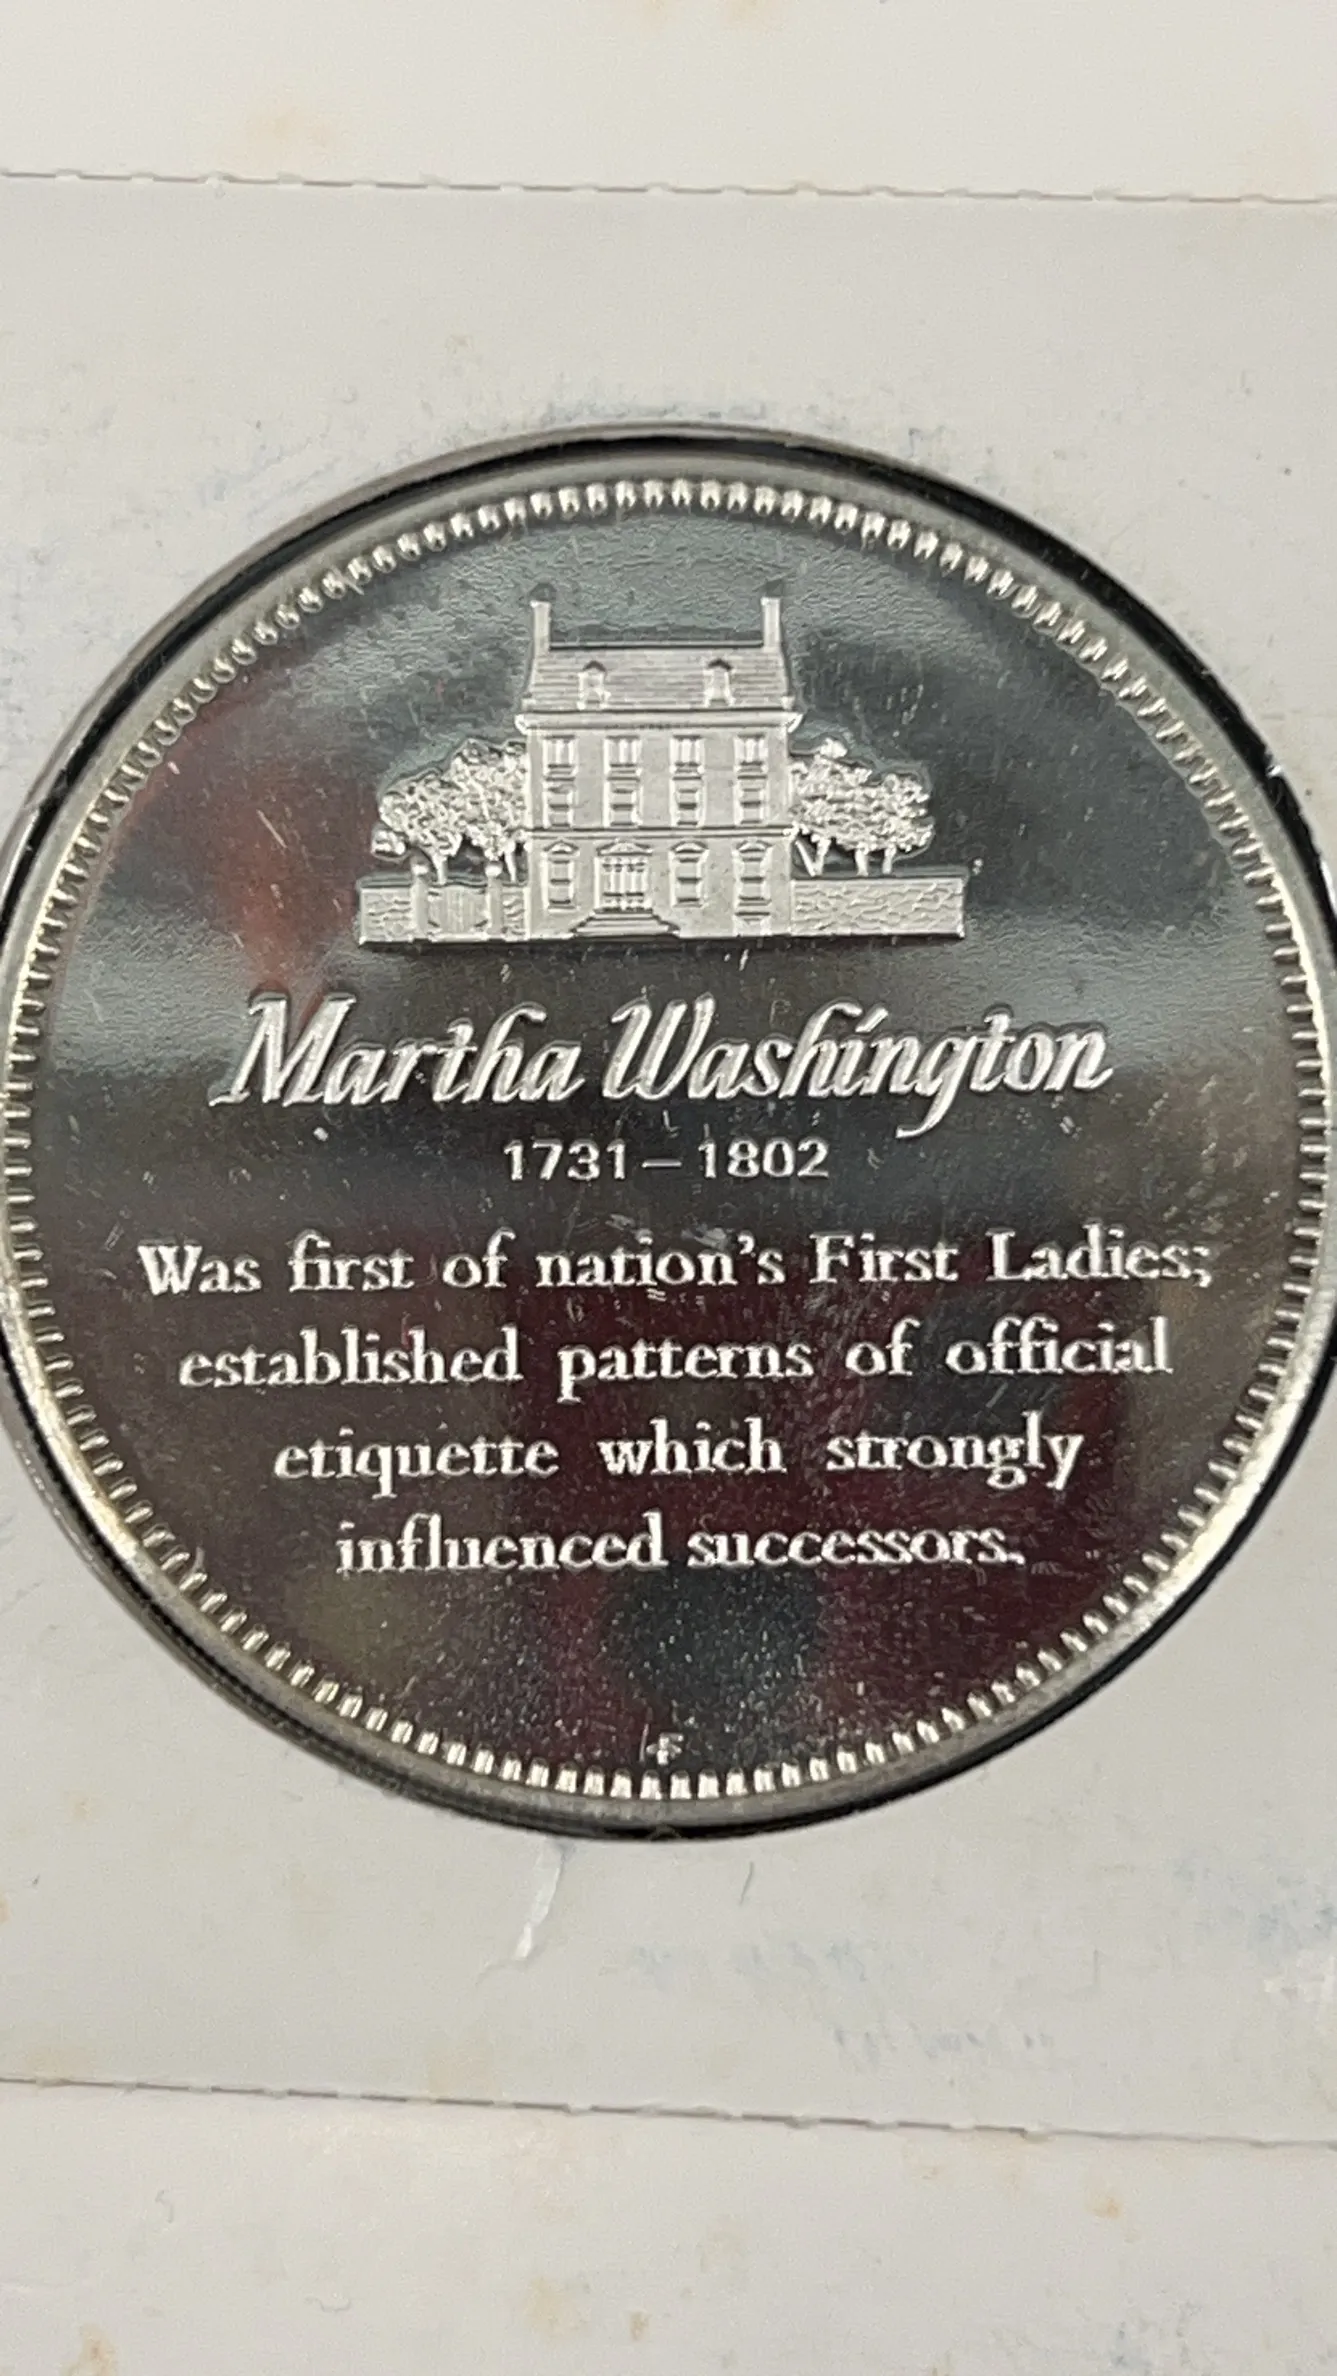 Martha Washington
1731 – 1802
Was first of nation's First Ladies;
established patterns of official
etiquette which strongly
influenced successors.